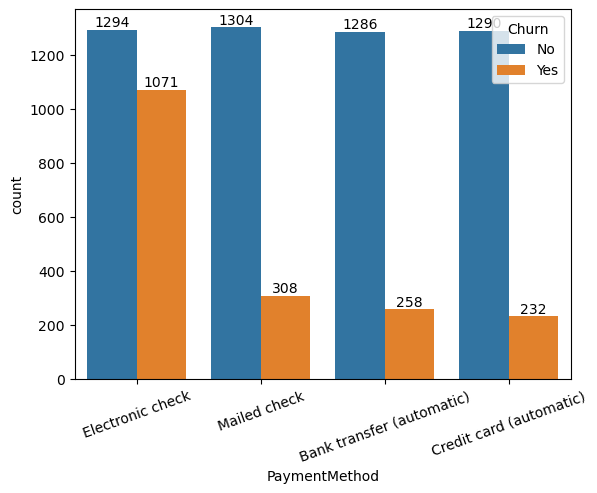 1294
1304
1286
1290
1071
308
258
232
Churn
No
Yes
1200
1000
800
600
400
200
0
count
Electronic check
Mailed check
Bank transfer (automatic)
Credit card (automatic)
PaymentMethod